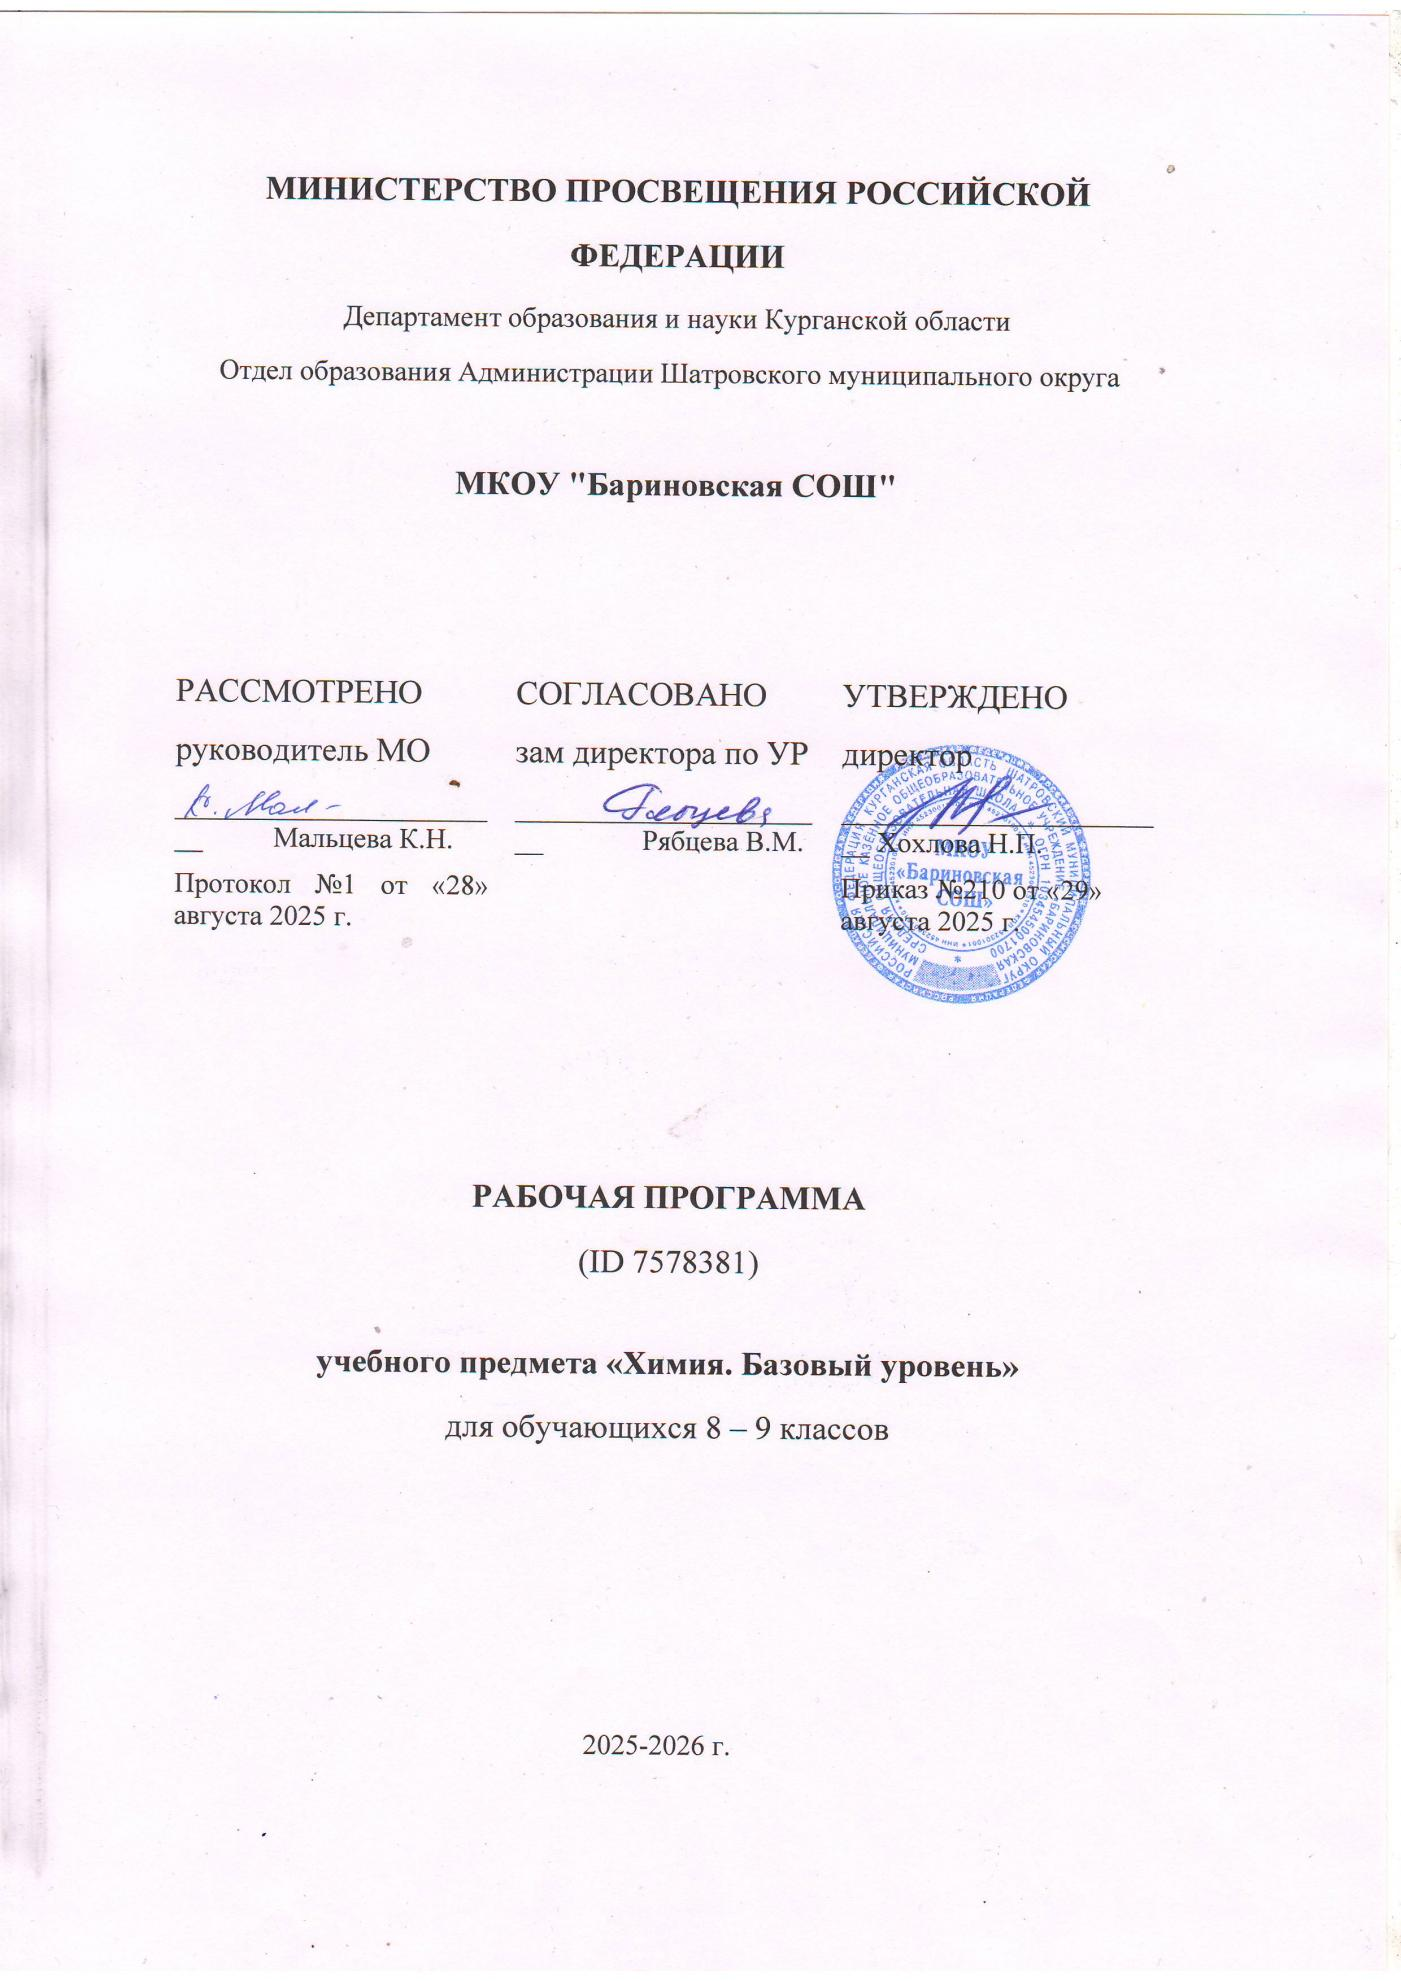 МИНИСТЕРСТВО ПРОСВЕЩЕНИЯ РОССИЙСКОЙ
ФЕДЕРАЦИИ
Департамент образования и науки Курганской области
Отдел образования Администрации Шатровского муниципального округа
МКОУ "Бариновская СОШ"
РАССМОТРЕНО
руководитель МО
Мальцева К.Н.
Протокол №1 от «28»
августа 2025 г.
СОГЛАСОВАНО
зам директора по УР
Рябцева В.М.
УТВЕРЖДЕНО
директор
Хохлова Н.П.
Приказ №210 от «29»
августа 2025 г.
МКОУ
«Бариновская
СОШ»
РАБОЧАЯ ПРОГРАММА
(ID 7578381)
учебного предмета «Химия. Базовый уровень»
для обучающихся 8 – 9 классов
2025-2026 г.